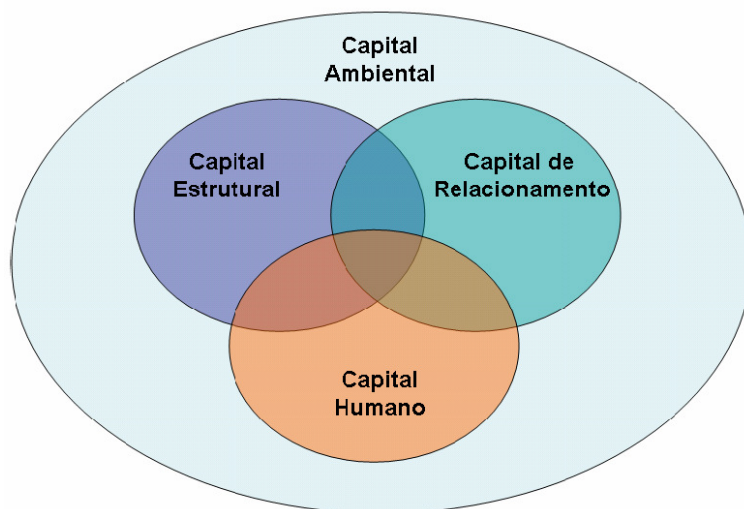 Capital
Ambiental
Capital
Estrutural
Capital de
Relacionamento
Capital
Humano